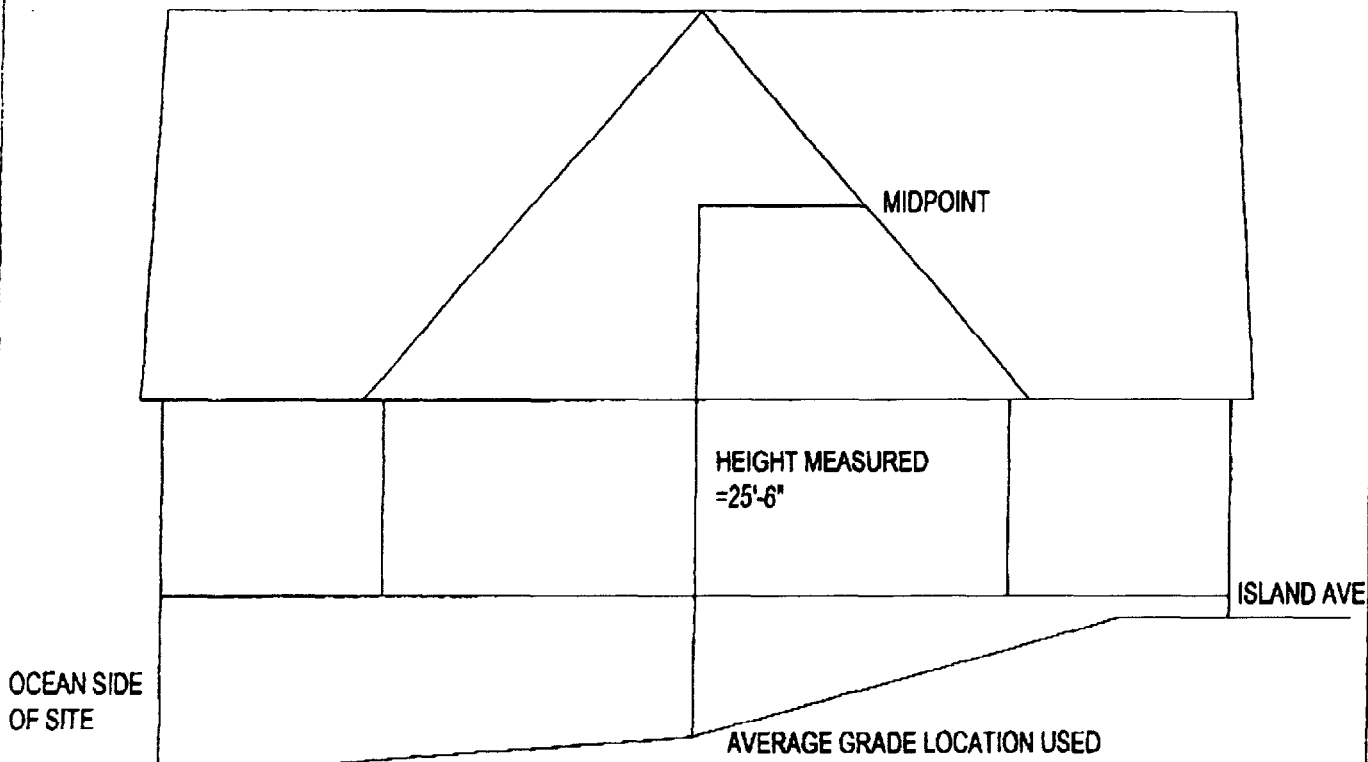 MIDPOINT
HEIGHT MEASURED
=25'-6"
ISLAND AVE
OCEAN SIDE
OF SITE
AVERAGE GRADE LOCATION USED